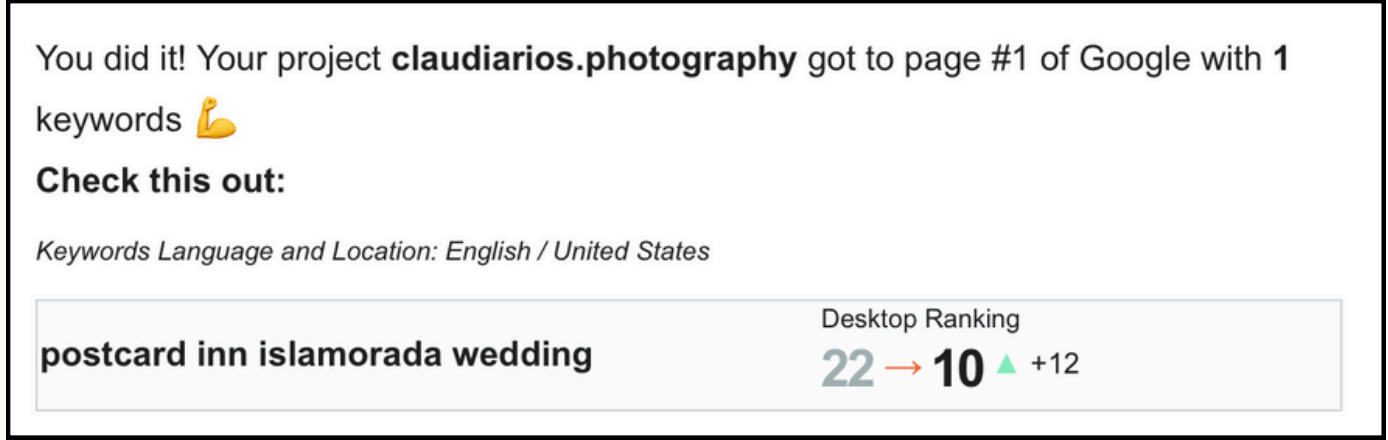 You did it! Your project claudiarios.photography got to page #1 of Google with 1
keywords 💪
Check this out:
Keywords Language and Location: English / United States
Desktop Ranking
postcard inn islamorada wedding
22 → 10 ▲ +12